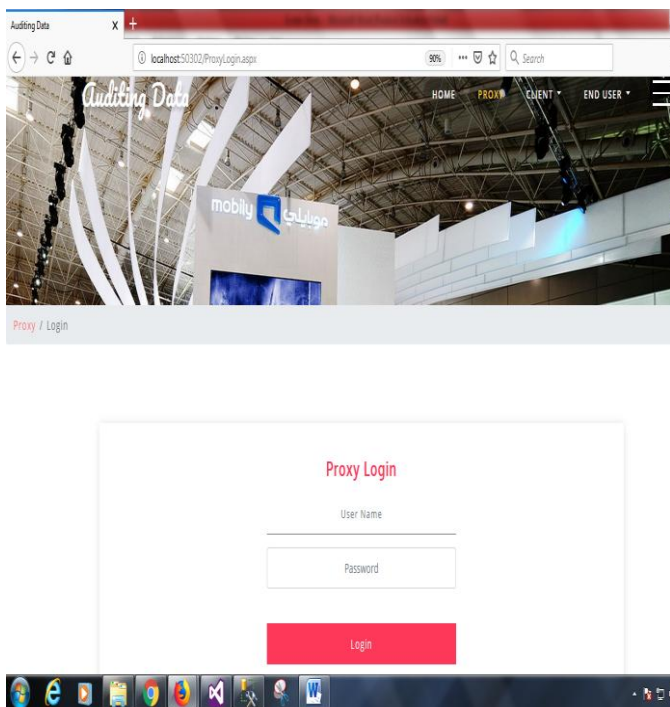 Auditing Data X +
localhost:50302/ProxyLogin.aspx 90% ... Search
Auditing Data HOME PROXY CLIENT END USER
mobily موبايلي
Proxy / Login
Proxy Login
User Name
Password
Login